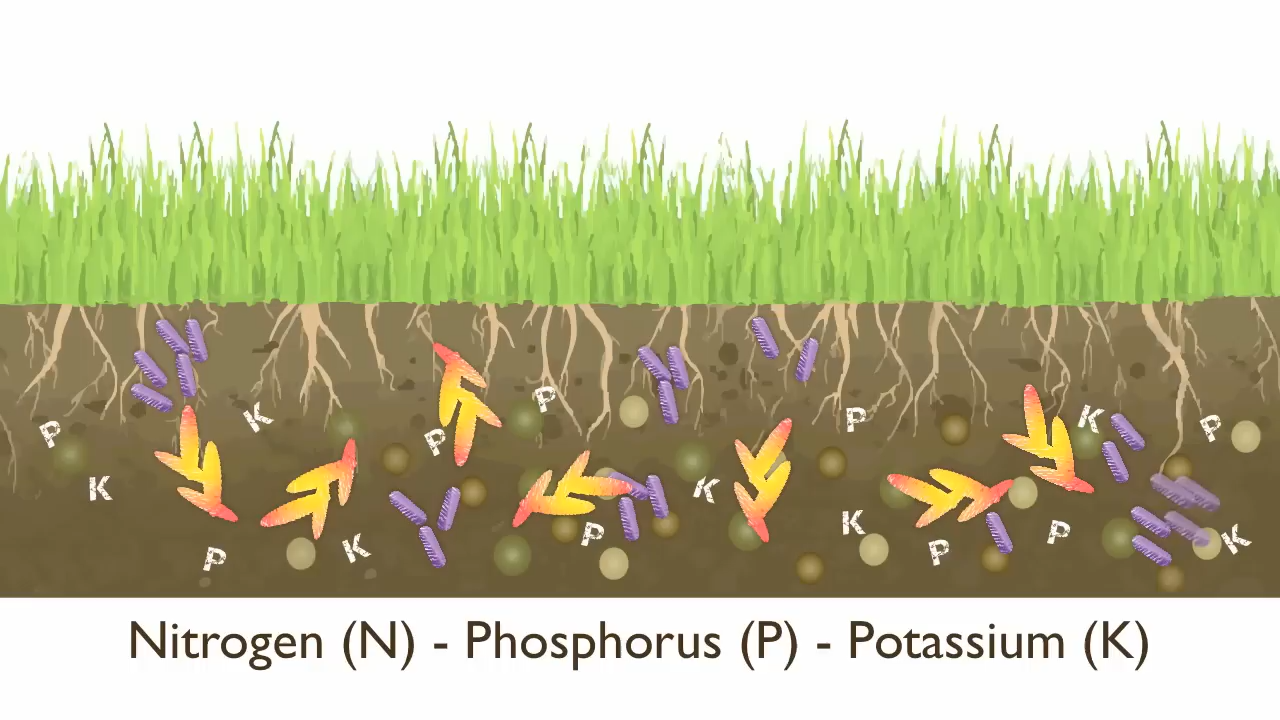 P K P P K P P K K P
K P K P K P P K
Nitrogen (N) - Phosphorus (P) - Potassium (K)